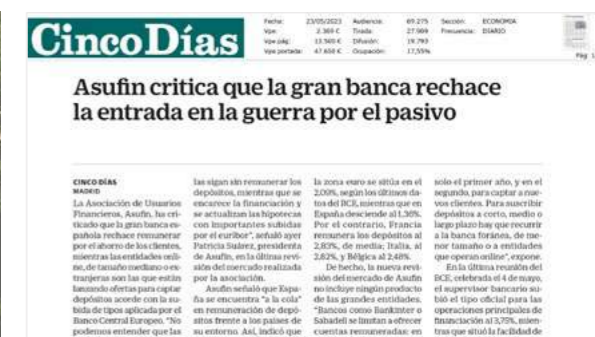 CincoDías
Fecha: 23/05/2023 Audiencia: 69.275 Sección: ECONOMIA
Vpe: 2.369 € Tirada: 27.989 Frecuencia: DIARIO
Vpe pág: 13.500 € Difusión: 19.793
Vpe portada: 47.650 € Ocupación: 17,55%
Pág: 1
Asufin critica que la gran banca rechace
la entrada en la guerra por el pasivo
CINCO DÍAS
MADRID
La Asociación de Usuarios
Financieros, Asufin, ha cri-
ticado que la gran banca es-
pañola rechace remunerar
por el ahorro de los clientes,
mientras las entidades onli-
ne, de tamaño mediano o ex-
tranjeras son las que están
lanzando ofertas para captar
depósitos acorde con la su-
bida de tipos aplicada por el
Banco Central Europeo. "No
podemos entender que las
las sigan sin remunerar los
depósitos, mientras que se
encarece la financiación y
se actualizan las hipotecas
con importantes subidas
por el euríbor", señaló ayer
Patricia Suárez, presidenta
de Asufin, en la última revi-
sión del mercado realizada
por la asociación.
Asufin señaló que Espa-
ña se encuentra "a la cola"
en remuneración de depó-
sitos frente a los países de
su entorno. Así, indicó que
la zona euro se sitúa en el
2,09%, según los últimos da-
tos del BCE, mientras que en
España desciende al 1,36%.
Por el contrario, Francia
remunera los depósitos al
2,83%, de media; Italia, al
2,82%, y Bélgica al 2,48%.
De hecho, la nueva revi-
sión del mercado de Asufin
no incluye ningún producto
de las grandes entidades.
"Bancos como Bankinter o
Sabadell se limitan a ofrecer
cuentas remuneradas: en
solo el primer año, y en el
segundo, para captar a nue-
vos clientes. Para suscribir
depósitos a corto, medio o
largo plazo hay que recurrir
a la banca foránea, de me-
nor tamaño o a entidades
que operan online", expone.
En la última reunión del
BCE, celebrada el 4 de mayo,
el supervisor bancario su-
bió el tipo oficial para las
operaciones principales de
financiación al 3,75%, mien-
tras que situó la facilidad de